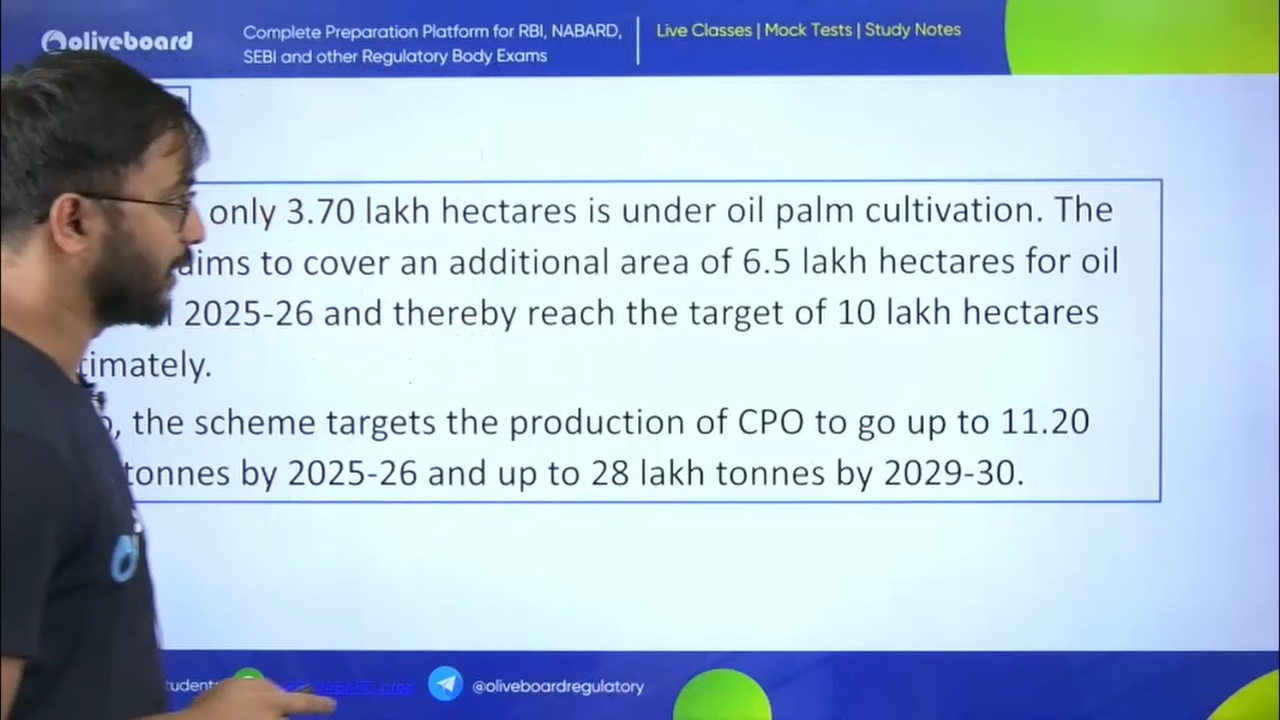 oliveboard
Complete Preparation Platform for RBI, NABARD,
SEBI and other Regulatory Body Exams
Live Classes | Mock Tests | Study Notes
only 3.70 lakh hectares is under oil palm cultivation. The
aims to cover an additional area of 6.5 lakh hectares for oil
2025-26 and thereby reach the target of 10 lakh hectares
timately.
, the scheme targets the production of CPO to go up to 11.20
tonnes by 2025-26 and up to 28 lakh tonnes by 2029-30.
@oliveboardregulatory